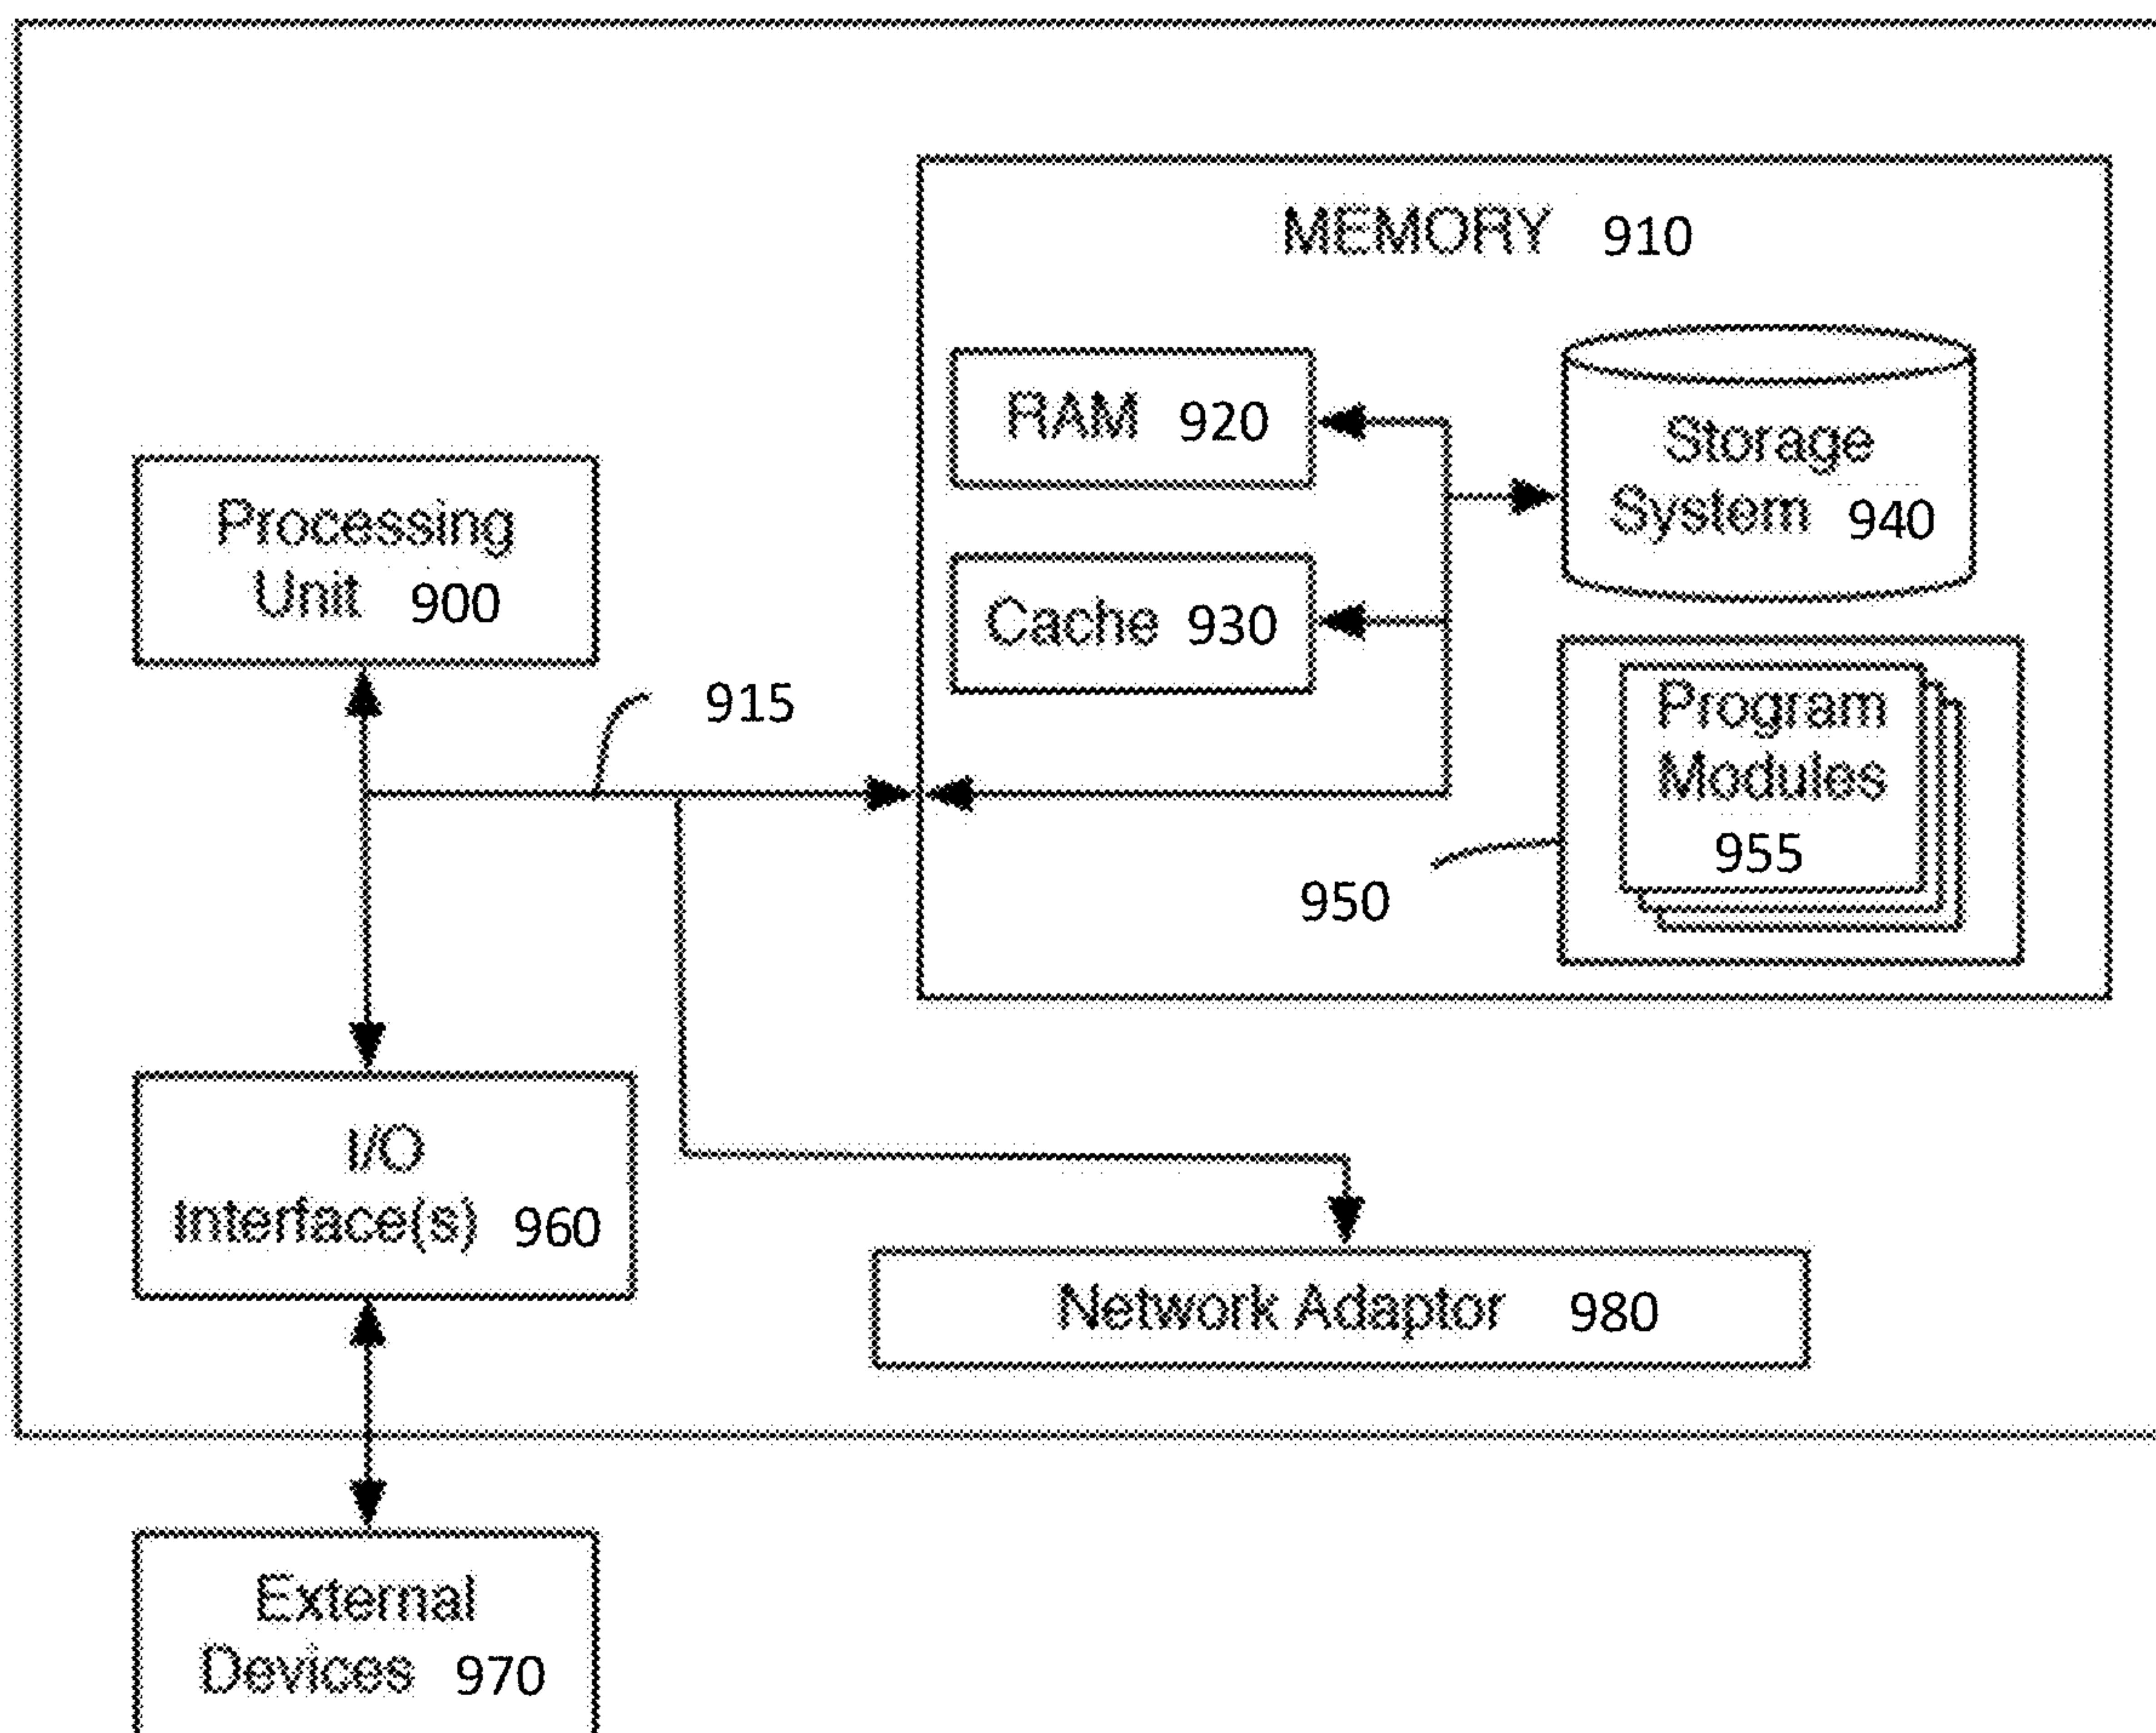 MEMORY 910
RAM 920
Storage
System 940
Processing
Unit 900
Cache 930
915
Program
Modules
955
950
I/O
Interface(s) 960
Network Adaptor 980
External
Devices 970